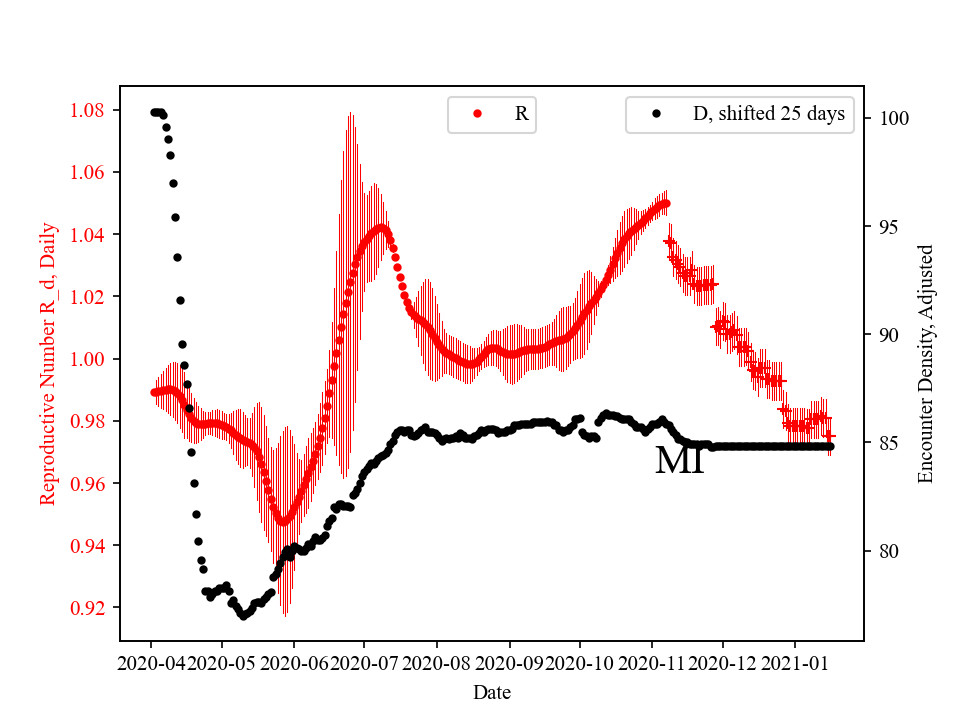 R
D, shifted 25 days
1.08
1.06
1.04
1.02
1.00
0.98
0.96
0.94
0.92
Reproductive Number R_d, Daily
100
95
90
85
80
Encounter Density, Adjusted
MI
2020-04 2020-05 2020-06 2020-07 2020-08 2020-09 2020-10 2020-11 2020-12 2021-01
Date